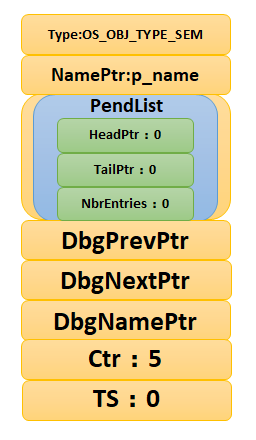 Type:OS_OBJ_TYPE_SEM
NamePtr:p_name
PendList
HeadPtr : 0
TailPtr : 0
NbrEntries : 0
DbgPrevPtr
DbgNextPtr
DbgNamePtr
Ctr : 5
TS : 0